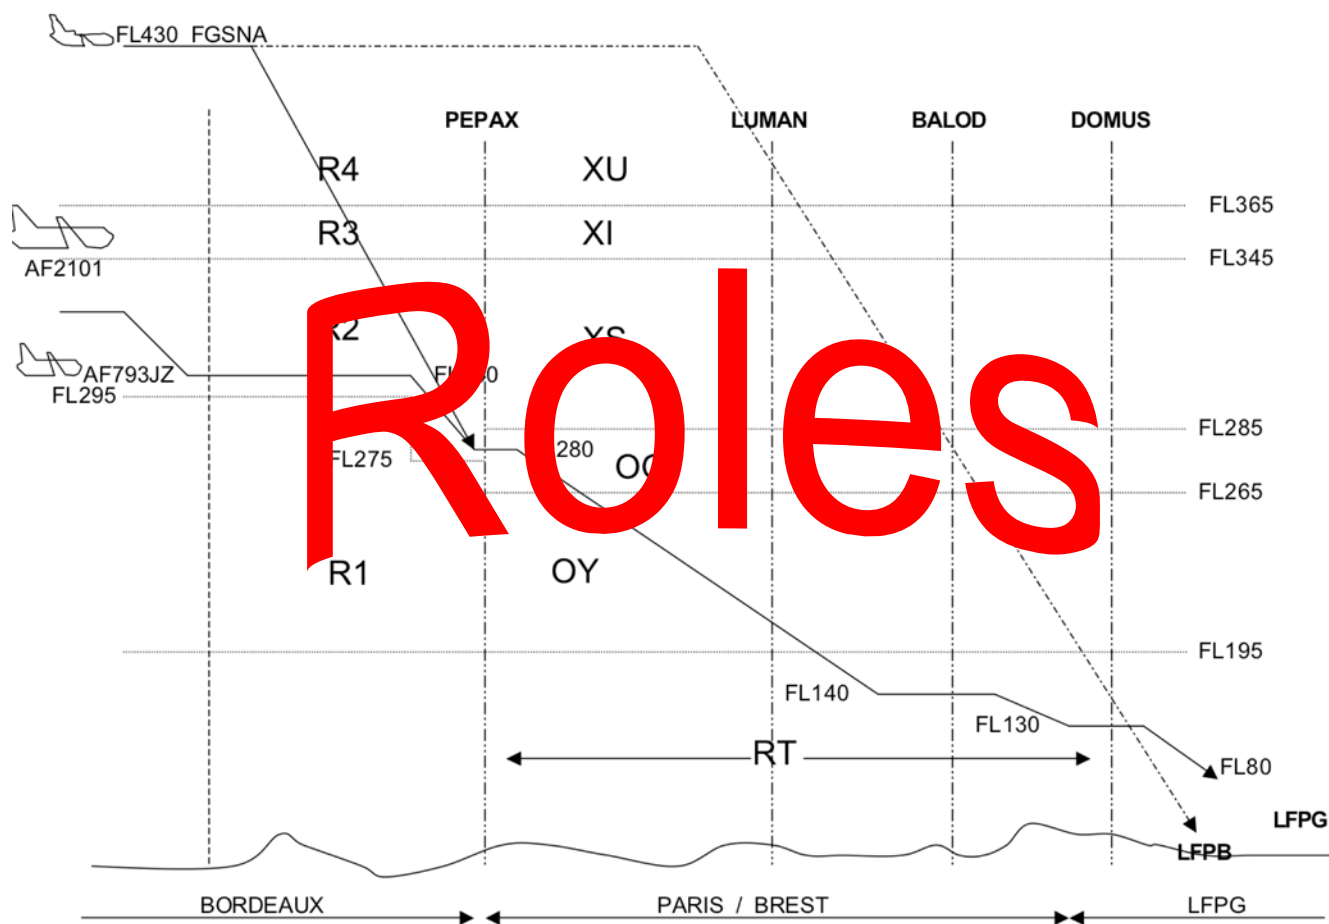 FL430 FGSNA
PEPAX LUMAN BALOD DOMUS
R4 XU
FL365
R3 XI
FL345
AF2101
Roles
AF793JZ
FL295
FL285
280
FL275
FL265
R1 OY
FL195
FL140
FL130
RT
FL80
LFPG
LFPB
BORDEAUX PARIS / BREST LFPG